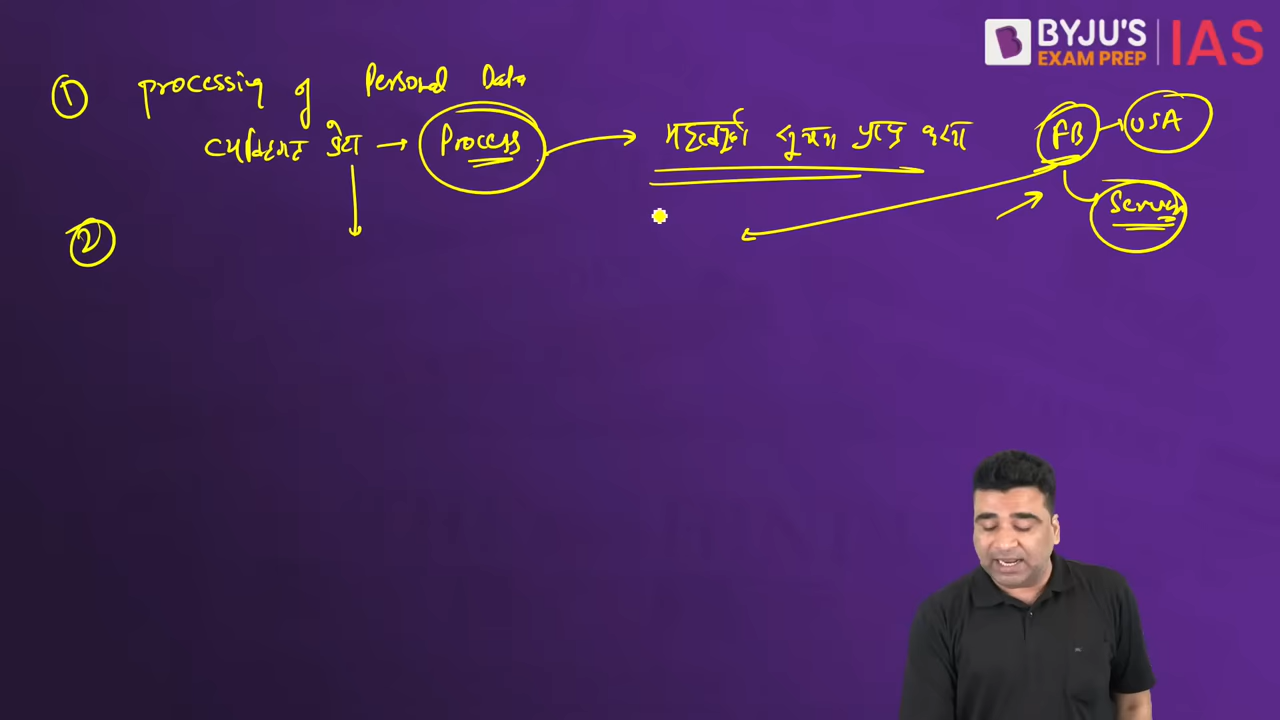 BYJU'S IAS
EXAM PREP
① processing of Personal Data
व्यक्तिगत डेटा → Process → महत्वपूर्ण सूचना प्राप्त करना FB → USA
Server
②